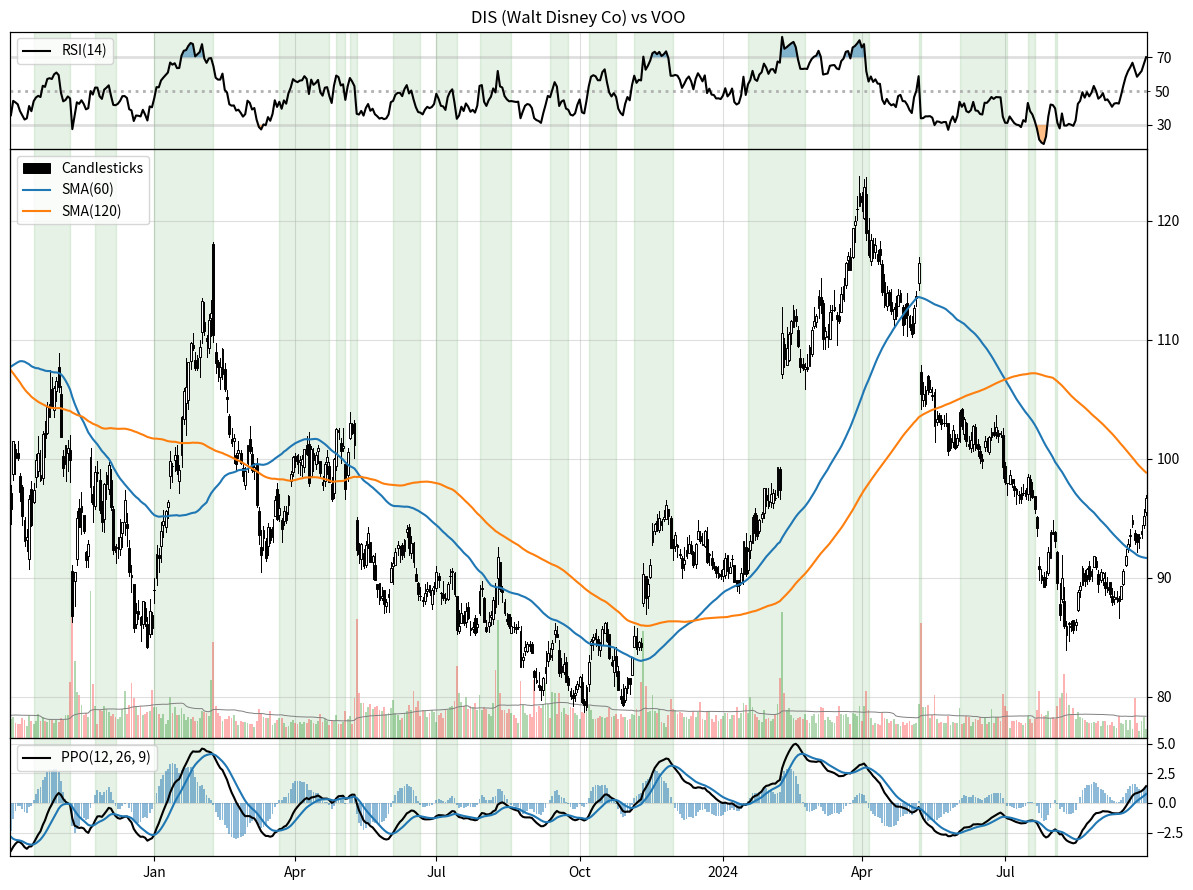 DIS (Walt Disney Co) vs VOO
RSI(14)
70
50
30
Candlesticks
SMA(60)
SMA(120)
120
110
100
90
80
PPO(12, 26, 9)
5.0
2.5
0.0
−2.5
Jan Apr Jul Oct 2024 Apr Jul